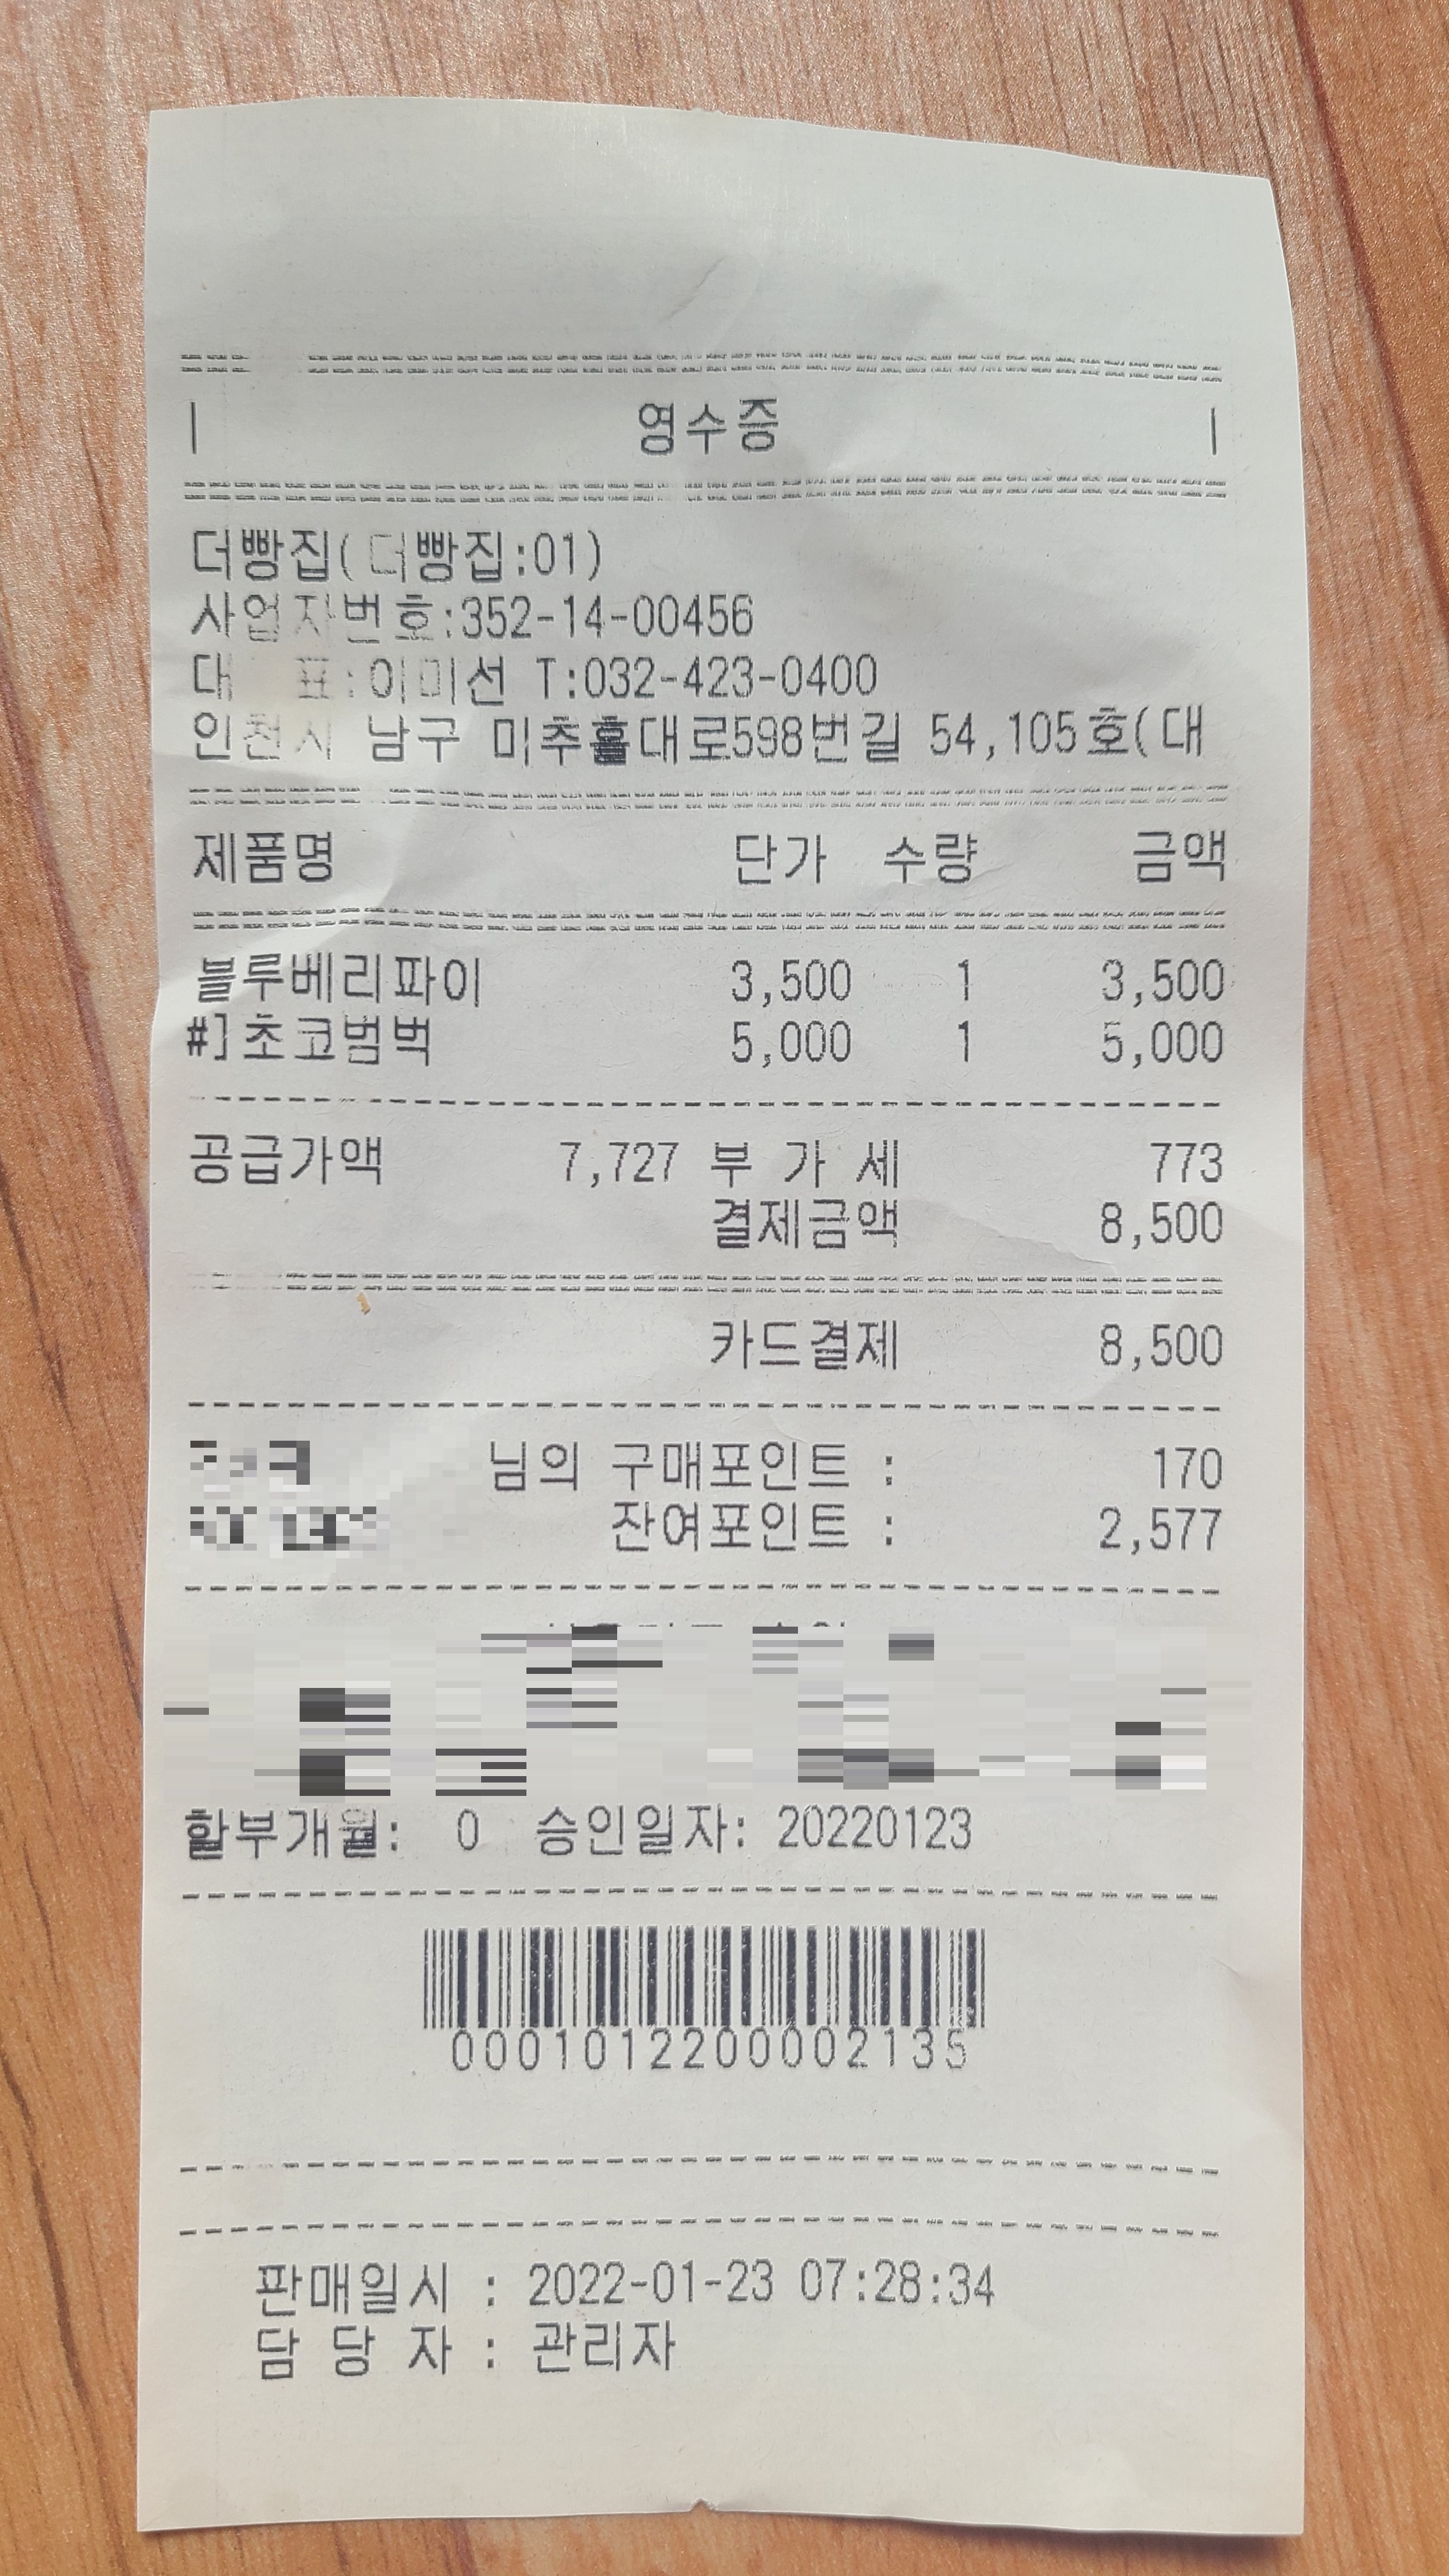 | 영수증 |
더빵집(더빵집:01)
사업자번호:352-14-00456
대 표:이미선 T:032-423-0400
인천시 남구 미추홀대로598번길 54,105호(대
제품명 단가 수량 금액
블루베리파이 3,500 1 3,500
#]초코범벅 5,000 1 5,000
공급가액 7,727 부 가 세 773
결제금액 8,500
카드결제 8,500
님의 구매포인트 : 170
잔여포인트 : 2,577
할부개월: 0 승인일자: 20220123
0001012200002135
판매일시 : 2022-01-23 07:28:34
담 당 자 : 관리자